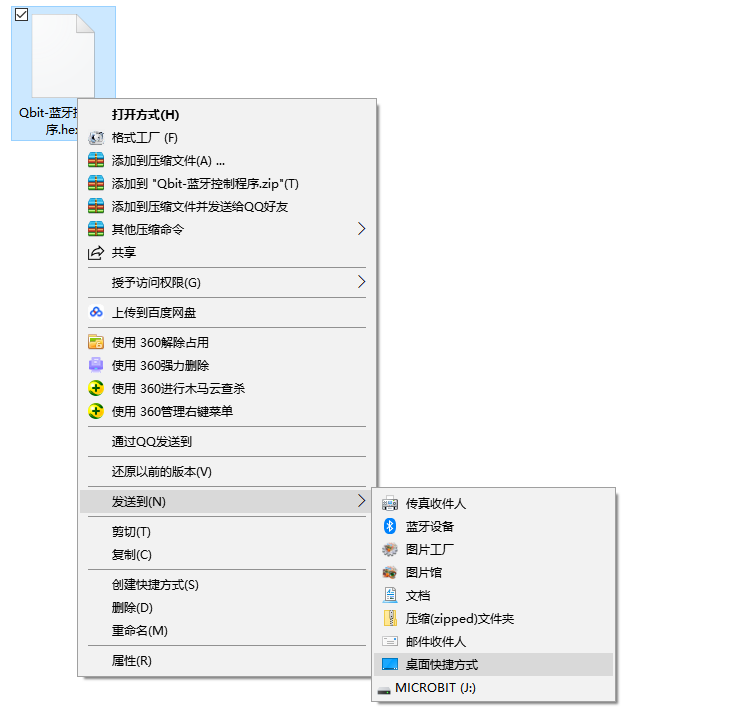 Qbit-蓝牙控
序.hex
打开方式(H)
格式工厂 (F)
添加到压缩文件(A) ...
添加到 "Qbit-蓝牙控制程序.zip"(T)
添加到压缩文件并发送给QQ好友
其他压缩命令
共享
授予访问权限(G)
上传到百度网盘
使用 360解除占用
使用 360强力删除
使用 360进行木马云查杀
使用 360管理右键菜单
通过QQ发送到
还原以前的版本(V)
发送到(N)
剪切(T)
复制(C)
创建快捷方式(S)
删除(D)
重命名(M)
属性(R)
传真收件人
蓝牙设备
图片工厂
图片馆
文档
压缩(zipped)文件夹
邮件收件人
桌面快捷方式
MICROBIT (J:)